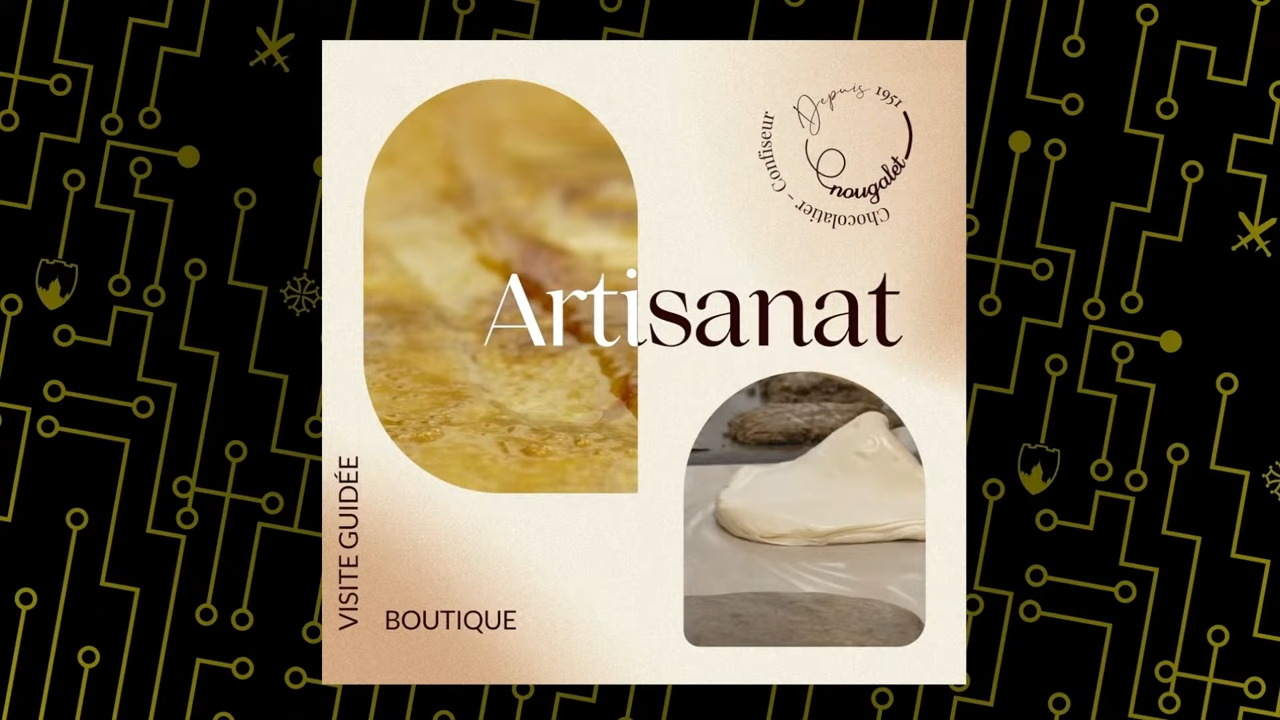 Depuis 1951
nougalet
Chocolatier - Confiseur
Artisanat
VISITE GUIDÉE
BOUTIQUE